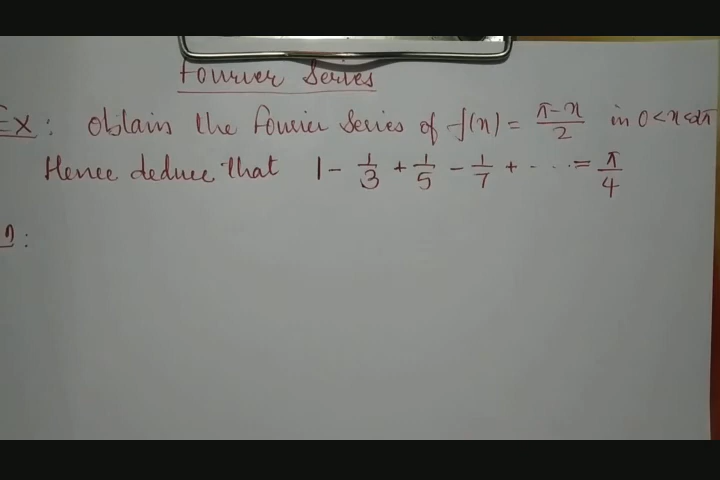 Fourier Series
Ex: Obtain the Fourier Series of f(x) = π-x/2 in 0<x<2π
Hence deduce that 1 - 1/3 + 1/5 - 1/7 + ---- = π/4